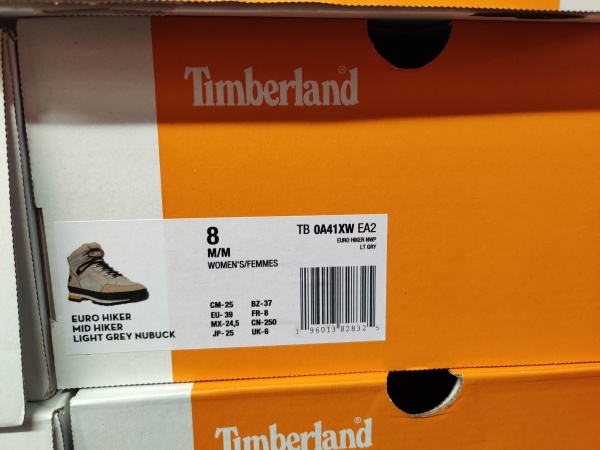 Timberland®
8
M/M
WOMEN'S/FEMMES
TB 0A41XW EA2
EURO HIKER NWP
LT GRY
EURO HIKER
MID HIKER
LIGHT GREY NUBUCK
CM-25 BZ-37
EU-39 FR-8
MX-24,5 CN-250
JP-25 UK-6
1 96013 82832 5
Timberland®